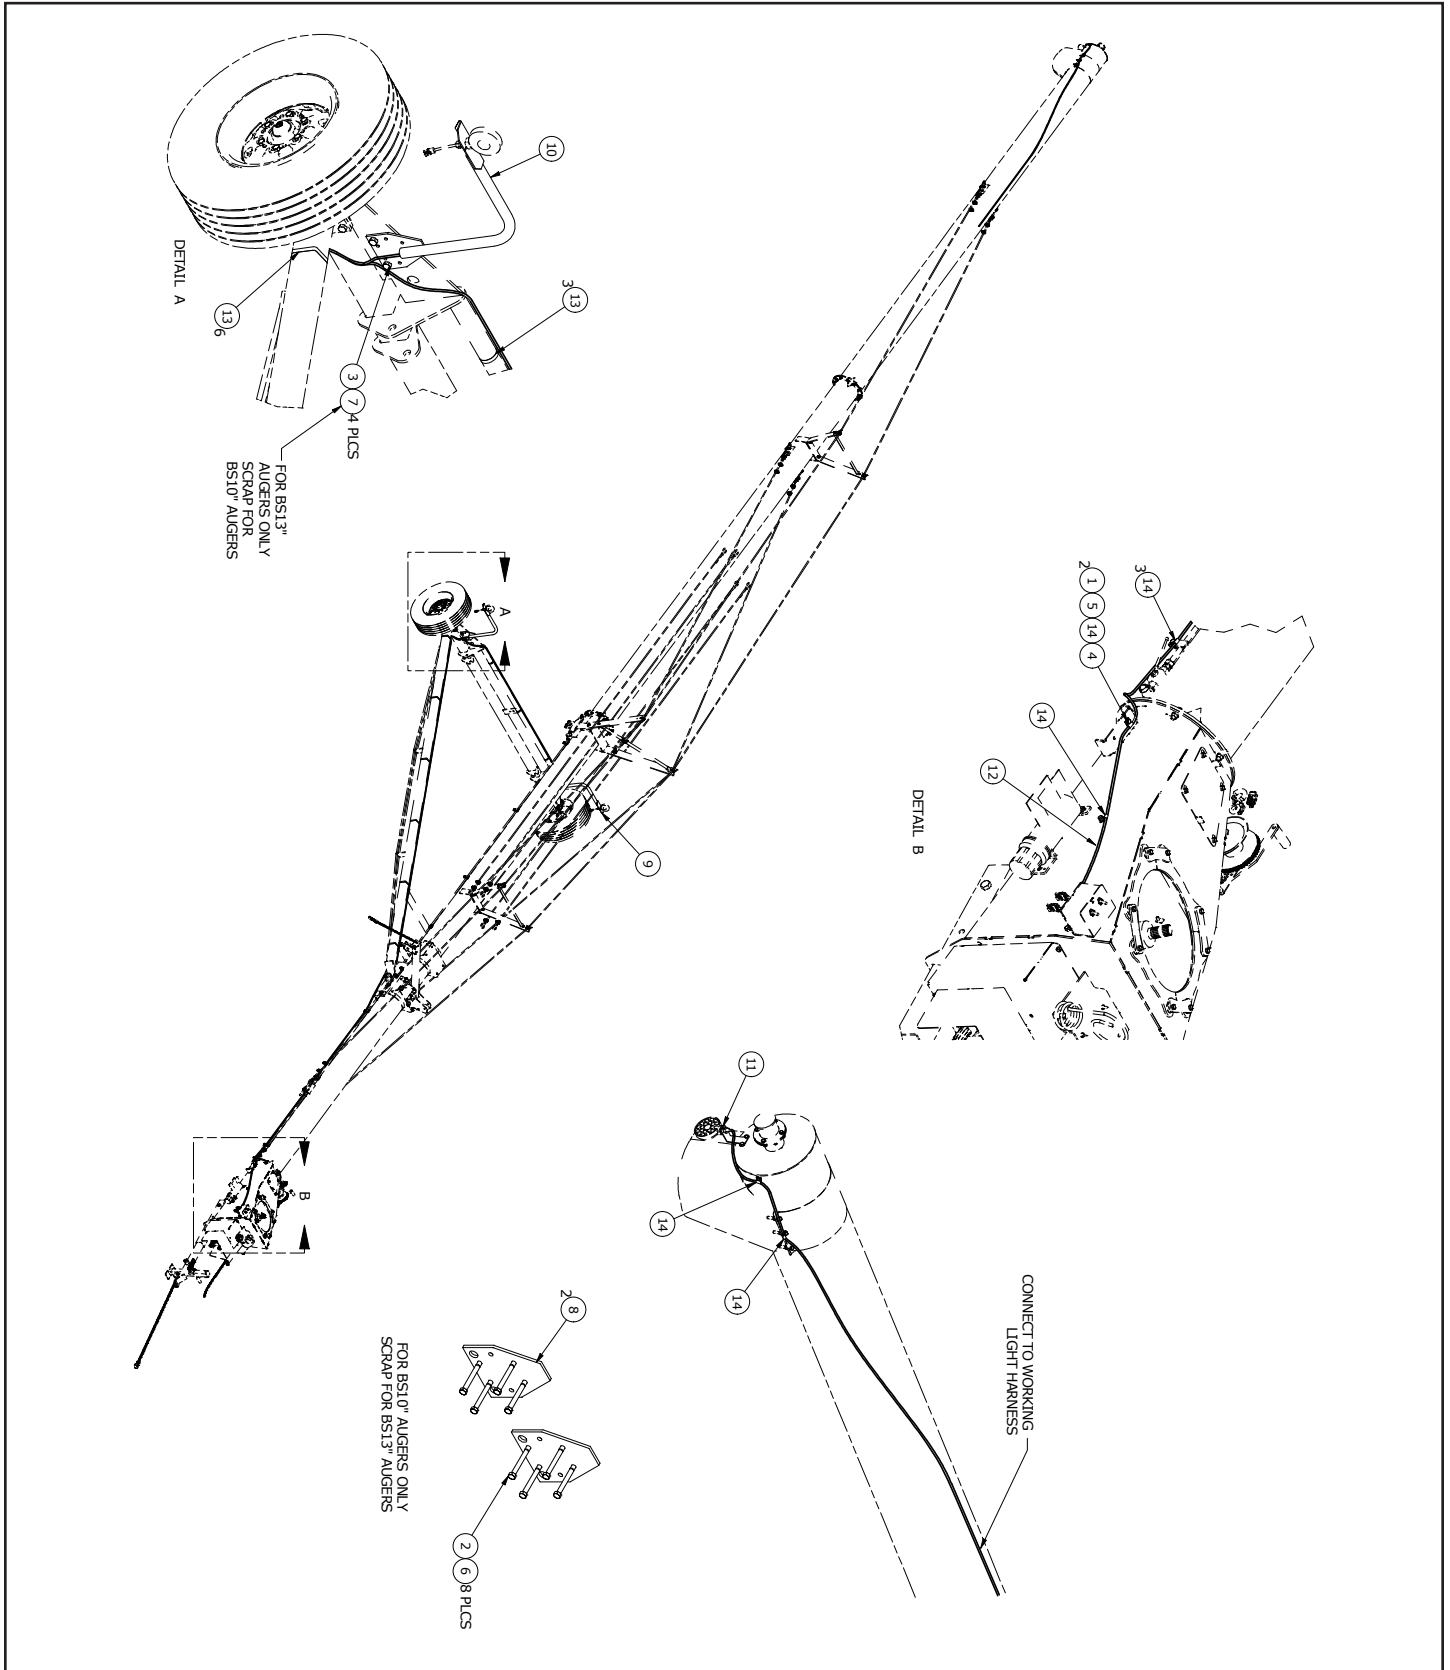 10
DETAIL A
13
6
3
13
3 7 4 PLCS
FOR BS13"
AUGERS ONLY
SCRAP FOR
BS10" AUGERS
A
9
B
3
14
2
1 5 14 4
14
12
DETAIL B
11
14
14
CONNECT TO WORKING
LIGHT HARNESS
2
8
FOR BS10" AUGERS ONLY
SCRAP FOR BS13" AUGERS
2 6 8 PLCS